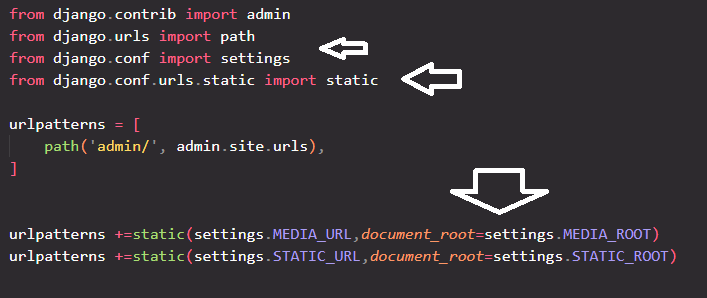 from django.contrib import admin
from django.urls import path
from django.conf import settings
from django.conf.urls.static import static
urlpatterns = [
    path('admin/', admin.site.urls),
]
urlpatterns +=static(settings.MEDIA_URL,document_root=settings.MEDIA_ROOT)
urlpatterns +=static(settings.STATIC_URL,document_root=settings.STATIC_ROOT)